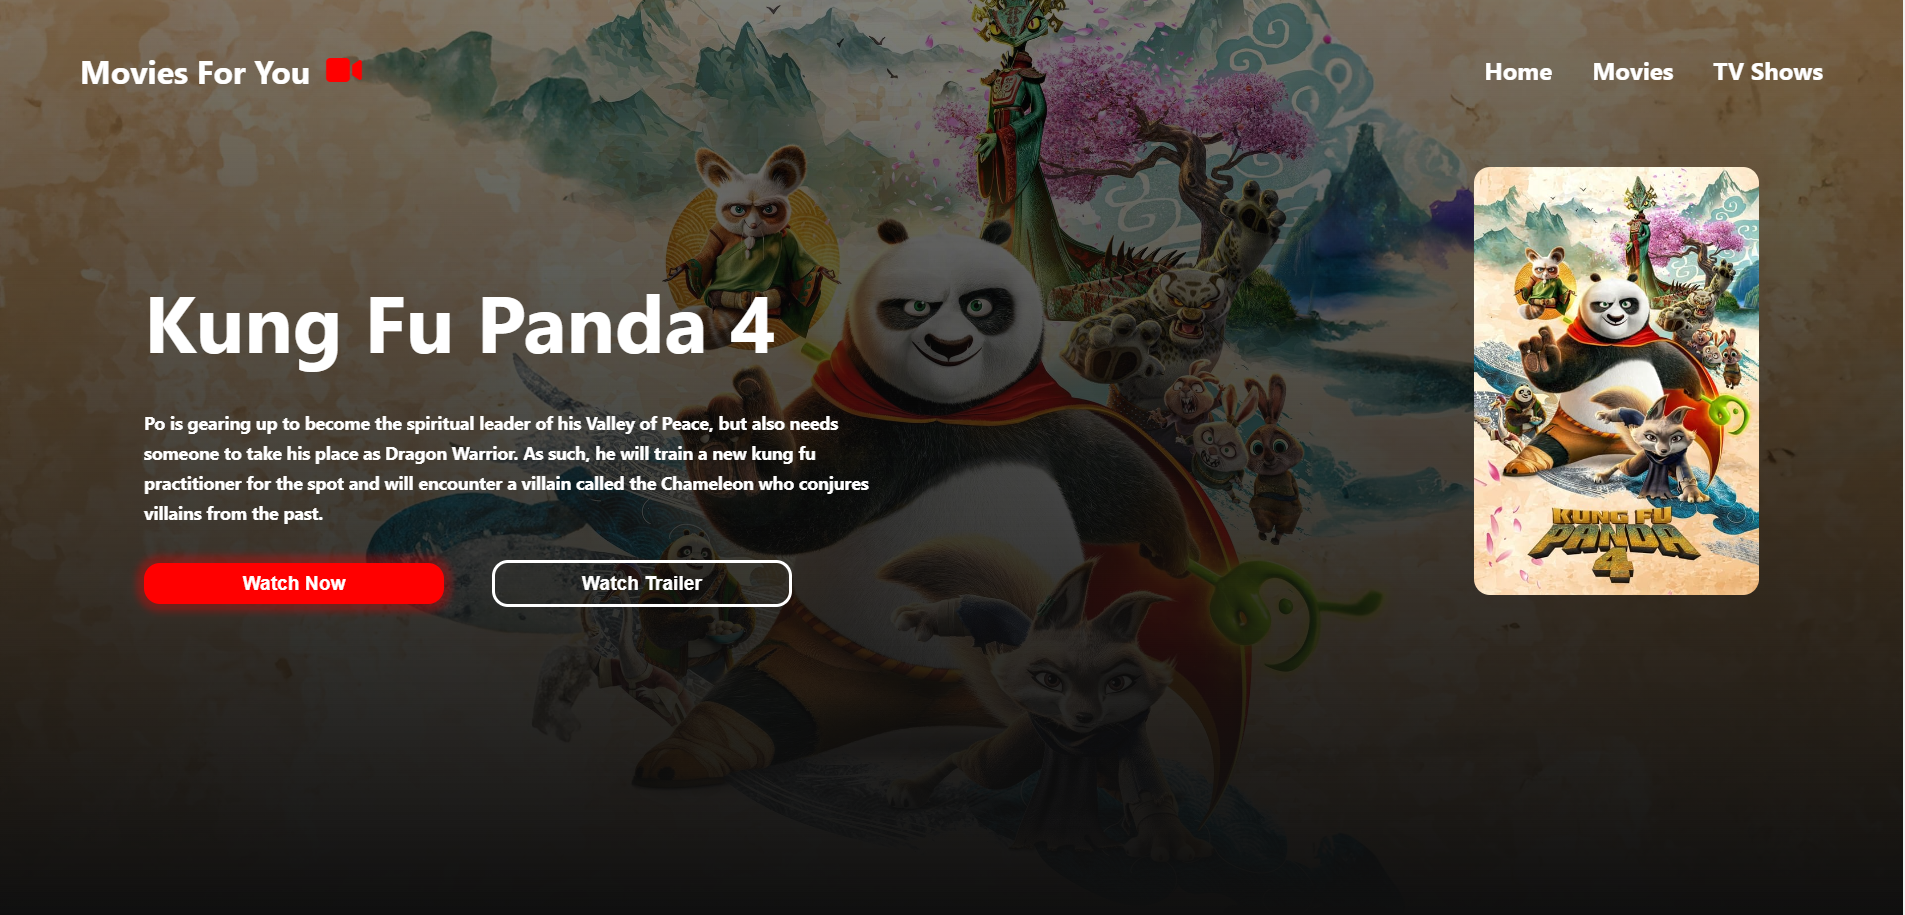 Movies For You
Home Movies TV Shows
Kung Fu Panda 4
Po is gearing up to become the spiritual leader of his Valley of Peace, but also needs
someone to take his place as Dragon Warrior. As such, he will train a new kung fu
practitioner for the spot and will encounter a villain called the Chameleon who conjures
villains from the past.
Watch Now
Watch Trailer
KUNG FU
PANDA
4